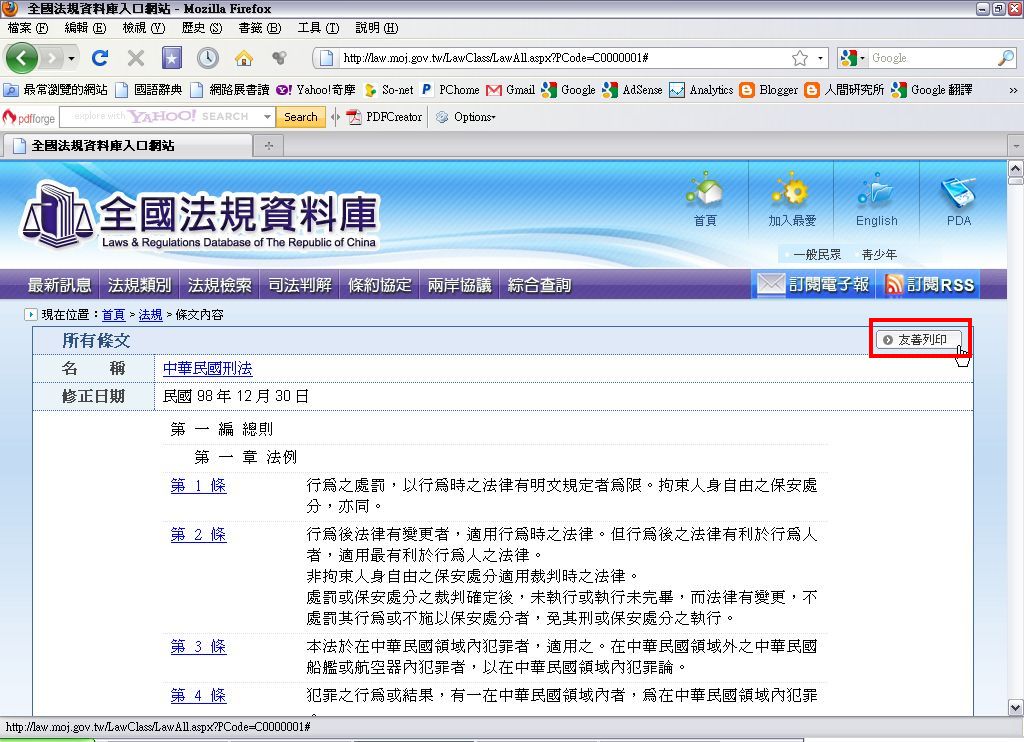 全國法規資料庫入口網站 - Mozilla Firefox
檔案(F) 編輯(E) 檢視(V) 歷史(S) 書籤(B) 工具(T) 說明(H)
http://law.moj.gov.tw/LawClass/LawAll.aspx?PCode=C0000001#
Google
最常瀏覽的網站 國語辭典 網路展書讀 Yahoo!奇摩 So-net PChome Gmail Google AdSense Analytics Blogger 人間研究所 Google 翻譯 »
pdfforge explore with YAHOO! SEARCH Search PDFCreator Options
全國法規資料庫入口網站
全國法規資料庫
Laws & Regulations Database of The Republic of China
首頁 加入最愛 English PDA
一般民眾 青少年
最新訊息 法規類別 法規檢索 司法判解 條約協定 兩岸協議 綜合查詢 訂閱電子報 訂閱RSS
現在位置：首頁 > 法規 > 條文內容
所有條文 友善列印
名 稱 中華民國刑法
修正日期 民國 98 年 12 月 30 日
第 一 編 總則
第 一 章 法例
第 1 條 行為之處罰，以行為時之法律有明文規定者為限。拘束人身自由之保安處
分，亦同。
第 2 條 行為後法律有變更者，適用行為時之法律。但行為後之法律有利於行為人
者，適用最有利於行為人之法律。
非拘束人身自由之保安處分適用裁判時之法律。
處罰或保安處分之裁判確定後，未執行或執行未完畢，而法律有變更，不
處罰其行為或不施以保安處分者，免其刑或保安處分之執行。
第 3 條 本法於在中華民國領域內犯罪者，適用之。在中華民國領域外之中華民國
船艦或航空器內犯罪者，以在中華民國領域內犯罪論。
第 4 條 犯罪之行為或結果，有一在中華民國領域內者，為在中華民國領域內犯罪
。
http://law.moj.gov.tw/LawClass/LawAll.aspx?PCode=C0000001#